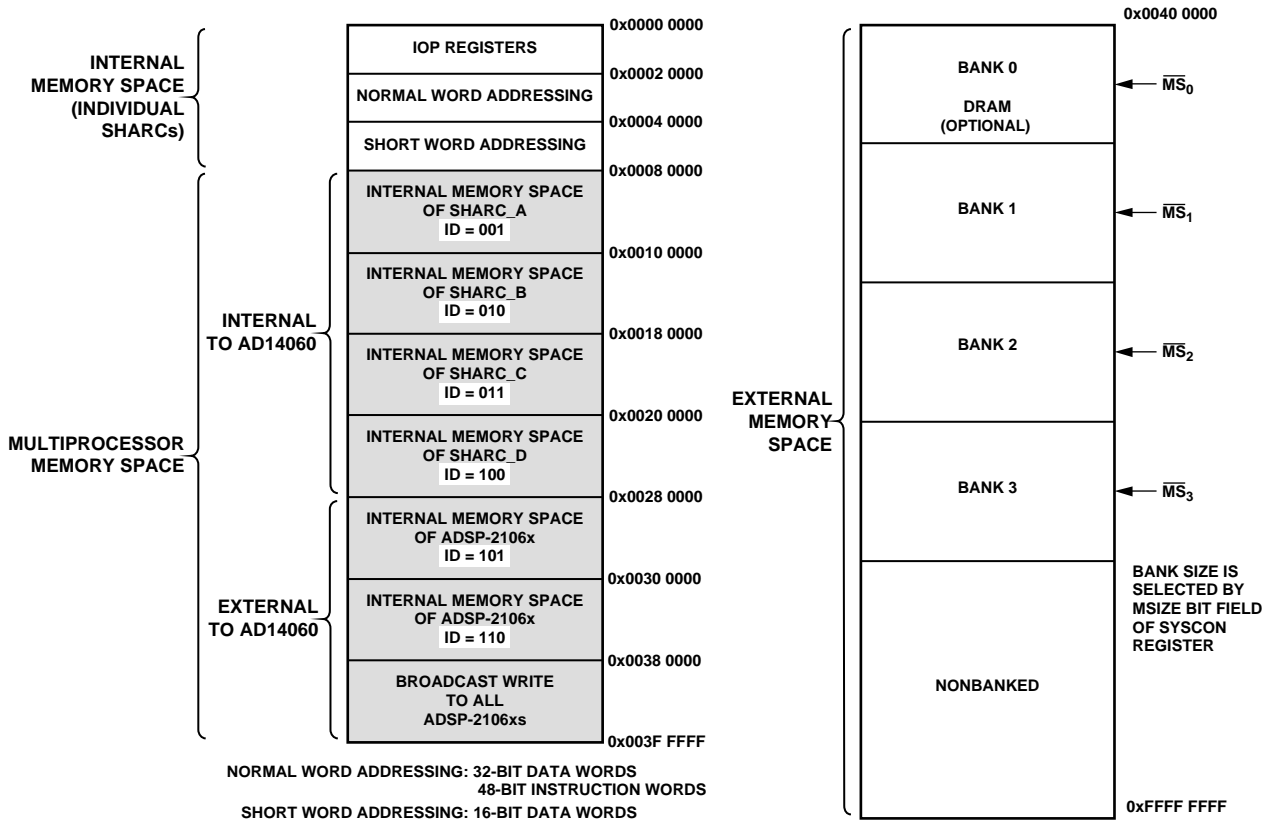 INTERNAL
MEMORY SPACE
(INDIVIDUAL
SHARCs)
MULTIPROCESSOR
MEMORY SPACE
INTERNAL
TO AD14060
EXTERNAL
TO AD14060
0x0000 0000
IOP REGISTERS
0x0002 0000
NORMAL WORD ADDRESSING
0x0004 0000
SHORT WORD ADDRESSING
0x0008 0000
INTERNAL MEMORY SPACE
OF SHARC_A
ID = 001
0x0010 0000
INTERNAL MEMORY SPACE
OF SHARC_B
ID = 010
0x0018 0000
INTERNAL MEMORY SPACE
OF SHARC_C
ID = 011
0x0020 0000
INTERNAL MEMORY SPACE
OF SHARC_D
ID = 100
0x0028 0000
INTERNAL MEMORY SPACE
OF ADSP-2106x
ID = 101
0x0030 0000
INTERNAL MEMORY SPACE
OF ADSP-2106x
ID = 110
0x0038 0000
BROADCAST WRITE
TO ALL
ADSP-2106xs
0x003F FFFF
NORMAL WORD ADDRESSING: 32-BIT DATA WORDS
48-BIT INSTRUCTION WORDS
SHORT WORD ADDRESSING: 16-BIT DATA WORDS
EXTERNAL
MEMORY
SPACE
0x0040 0000
BANK 0
DRAM
(OPTIONAL)
M̅S̅₀
BANK 1
M̅S̅₁
BANK 2
M̅S̅₂
BANK 3
M̅S̅₃
BANK SIZE IS
SELECTED BY
MSIZE BIT FIELD
OF SYSCON
REGISTER
NONBANKED
0xFFFF FFFF